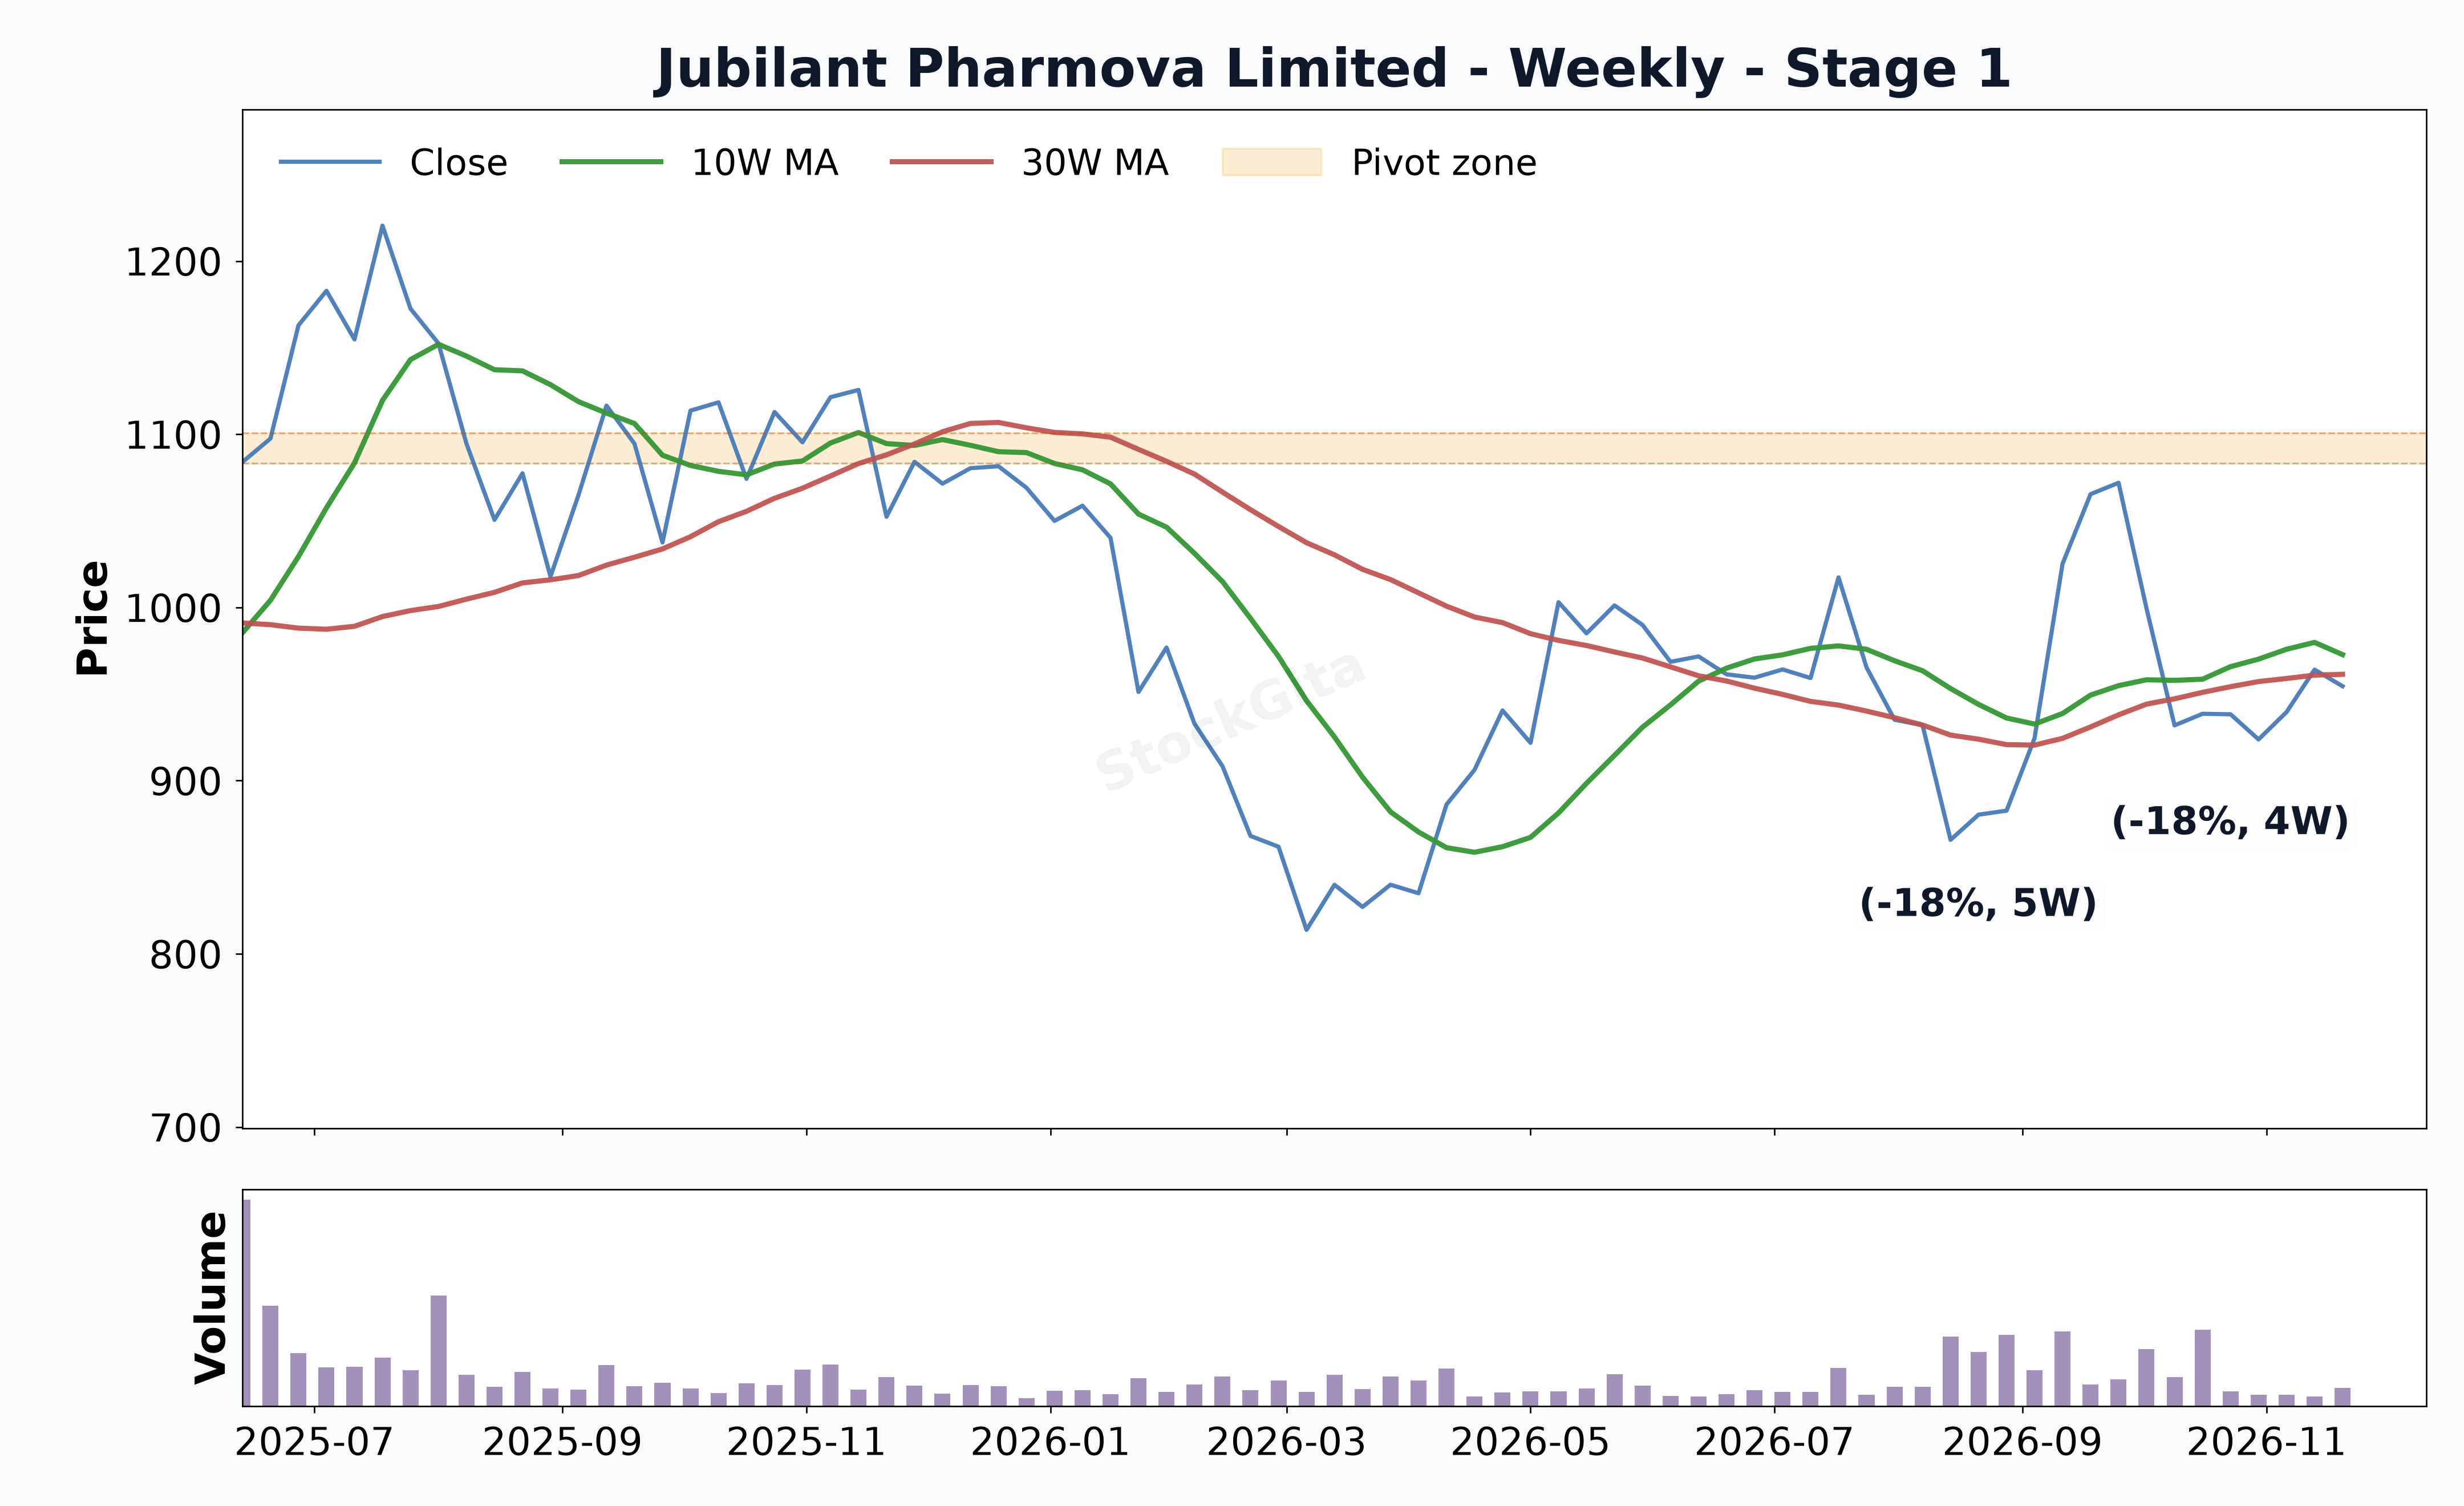 Jubilant Pharmova Limited - Weekly - Stage 1
Close 10W MA 30W MA Pivot zone
Price
1200
1100
1000
900
800
700
StockGita
(-18%, 4W)
(-18%, 5W)
Volume
2025-07 2025-09 2025-11 2026-01 2026-03 2026-05 2026-07 2026-09 2026-11